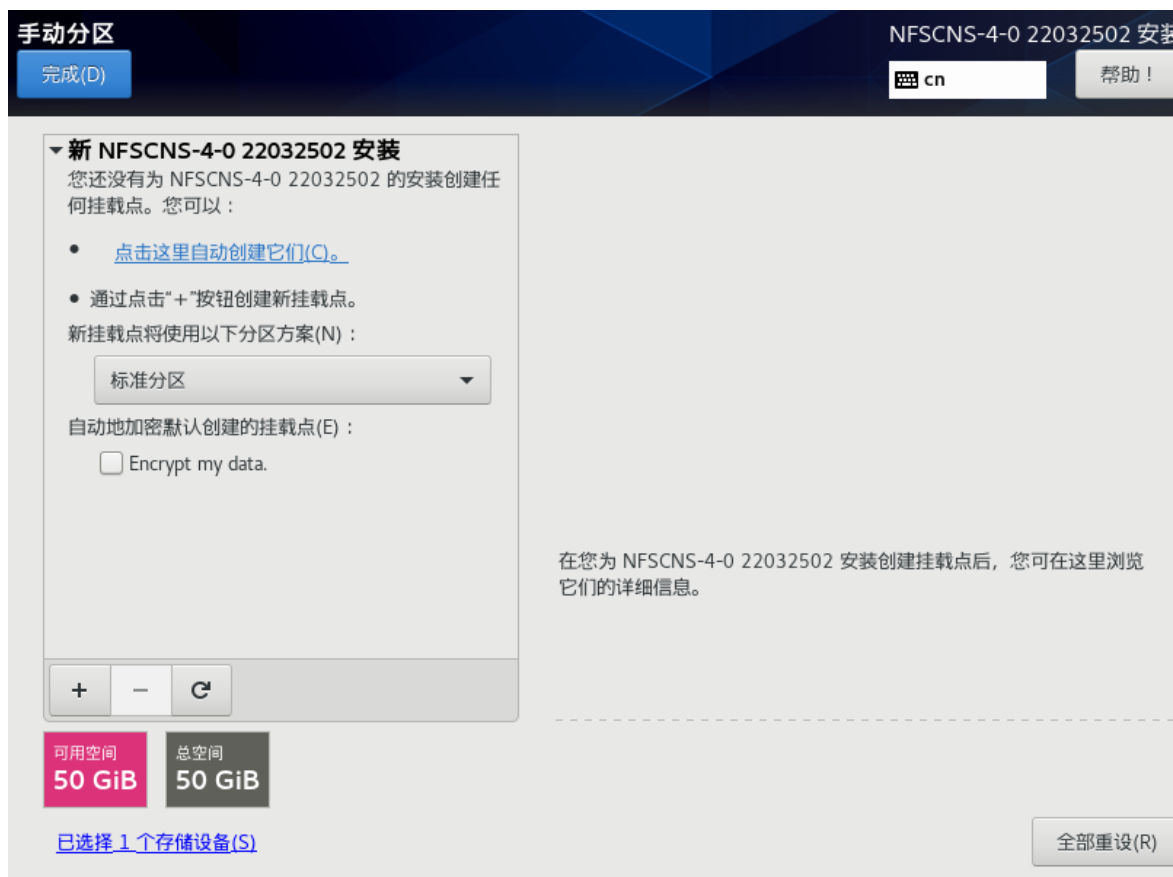 手动分区
NFSCNS-4-0 22032502 安装
完成(D)
cn
帮助！
新 NFSCNS-4-0 22032502 安装
您还没有为 NFSCNS-4-0 22032502 的安装创建任
何挂载点。您可以：
• 点击这里自动创建它们(C)。
• 通过点击“+”按钮创建新挂载点。
新挂载点将使用以下分区方案(N)：
标准分区
自动地加密默认创建的挂载点(E)：
Encrypt my data.
在您为 NFSCNS-4-0 22032502 安装创建挂载点后，您可在这里浏览
它们的详细信息。
+ −
可用空间
50 GiB
总空间
50 GiB
已选择 1 个存储设备(S)
全部重设(R)